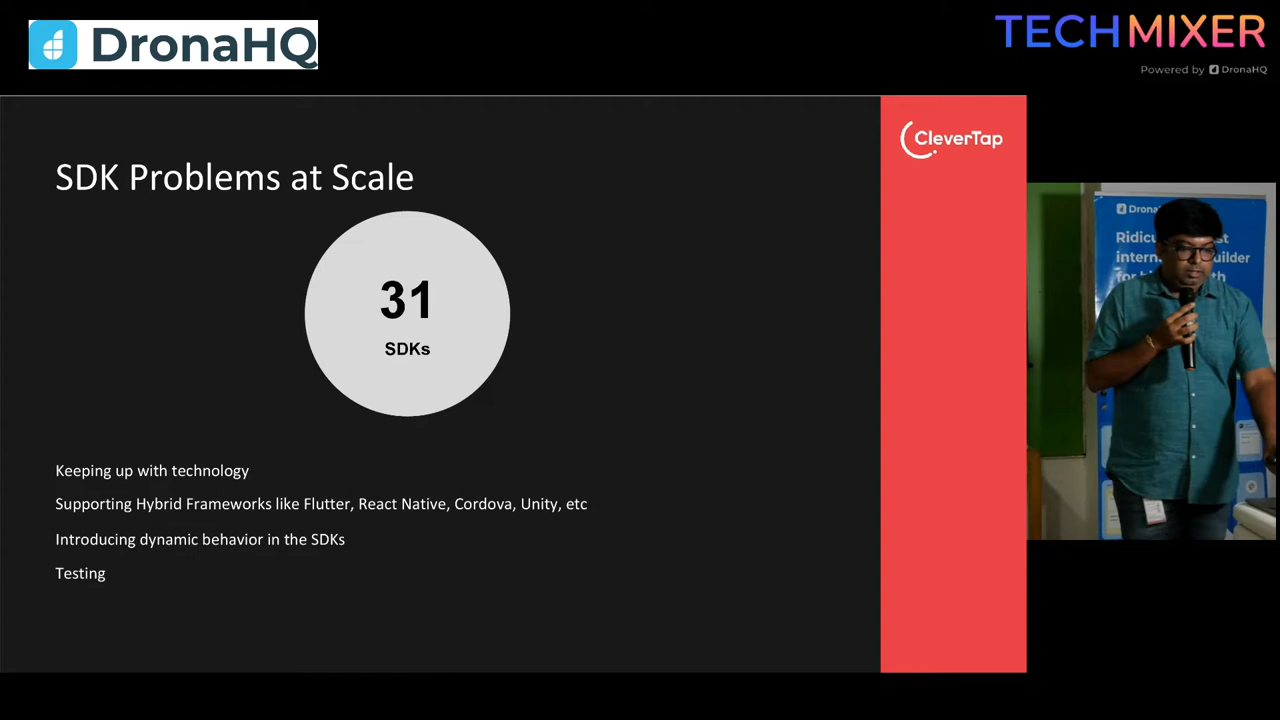 DronaHQ
TECHMIXER
Powered by DronaHQ
CleverTap
SDK Problems at Scale
31
SDKs
Keeping up with technology
Supporting Hybrid Frameworks like Flutter, React Native, Cordova, Unity, etc
Introducing dynamic behavior in the SDKs
Testing